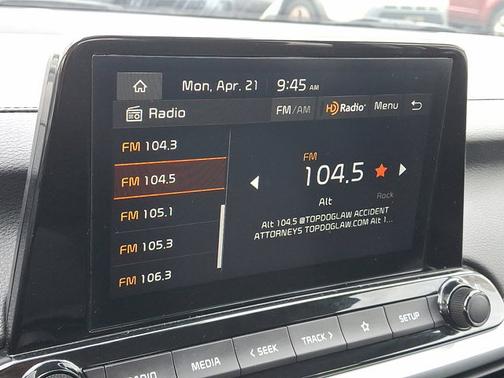 Mon, Apr. 21 9:45 AM
Radio FM/AM HD Radio Menu
FM 104.3
FM 104.5
FM 105.1
FM 105.3
FM 106.3
FM
104.5
Rock
Alt
Alt 104.5 @TOPDOGLAW ACCIDENT
ATTORNEYS TOPDOGLAW.COM Alt 1...
MEDIA < SEEK TRACK > SETUP